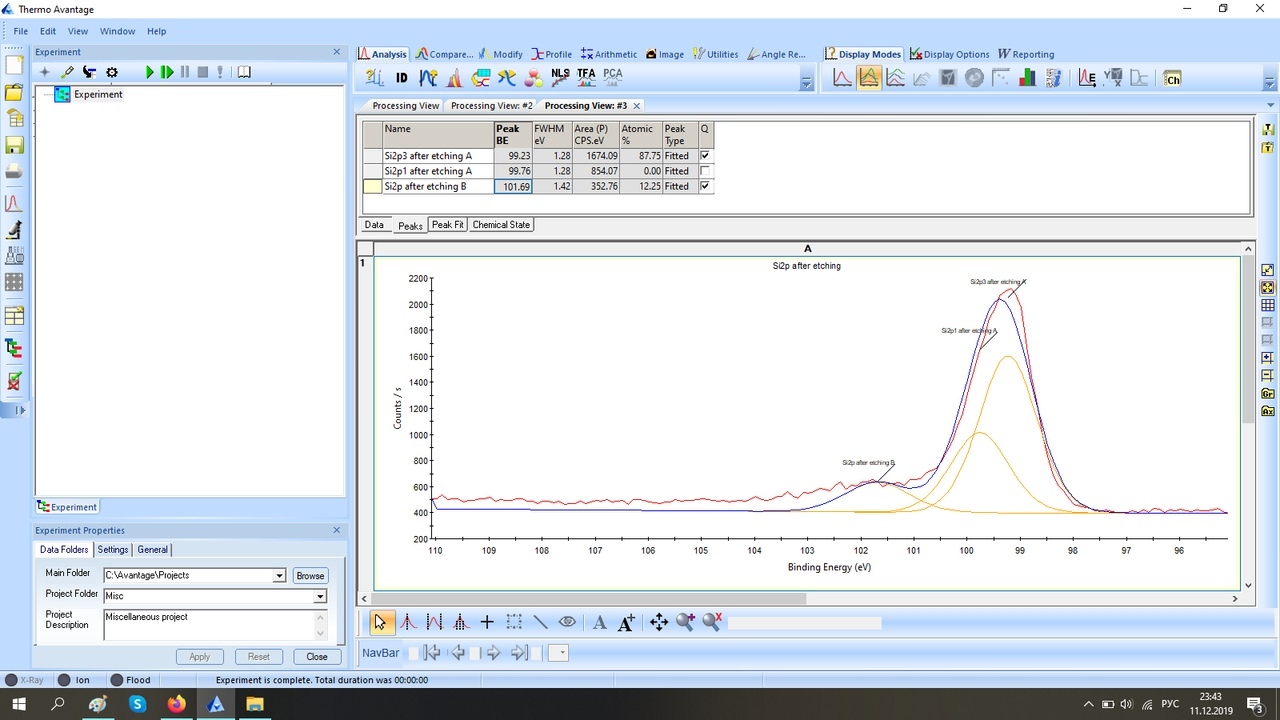 Thermo Avantage
File Edit View Window Help
Experiment
Experiment
Experiment
Experiment Properties
Data Folders Settings General
Main Folder C:\Avantage\Projects Browse
Project Folder Misc
Project Description Miscellaneous project
Apply Reset Close
Analysis Compare... Modify Profile Arithmetic Image Utilities Angle Re... Display Modes Display Options Reporting
ID NLS TFA PCA Ch
Processing View Processing View: #2 Processing View: #3
Name Peak BE FWHM eV Area (P) CPS.eV Atomic % Peak Type Q
Si2p3 after etching A 99.23 1.28 1674.09 87.75 Fitted
Si2p1 after etching A 99.76 1.28 854.07 0.00 Fitted
Si2p after etching B 101.69 1.42 352.76 12.25 Fitted
Data Peaks Peak Fit Chemical State
A
1
Si2p after etching
Si2p3 after etching A
Si2p1 after etching A
Si2p after etching B
Counts / s
2200
2000
1800
1600
1400
1200
1000
800
600
400
200
110 109 108 107 106 105 104 103 102 101 100 99 98 97 96
Binding Energy (eV)
Gr
Ax
NavBar
X-Ray Ion Flood Experiment is complete. Total duration was 00:00:00
РУС
23:43
11.12.2019
3